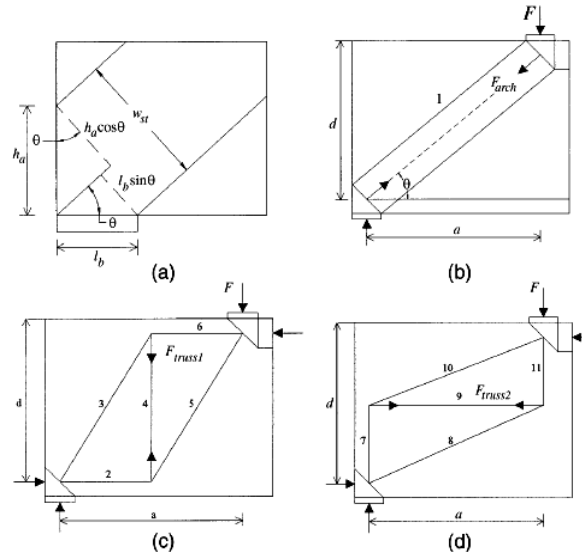 θ
h_a
h_a cosθ
w_st
l_b sinθ
θ
l_b
(a)
F
F_arch
1
d
θ
a
(b)
F
6
F_truss1
d
3
4
5
2
a
(c)
F
10
11
9
F_truss2
d
7
8
a
(d)